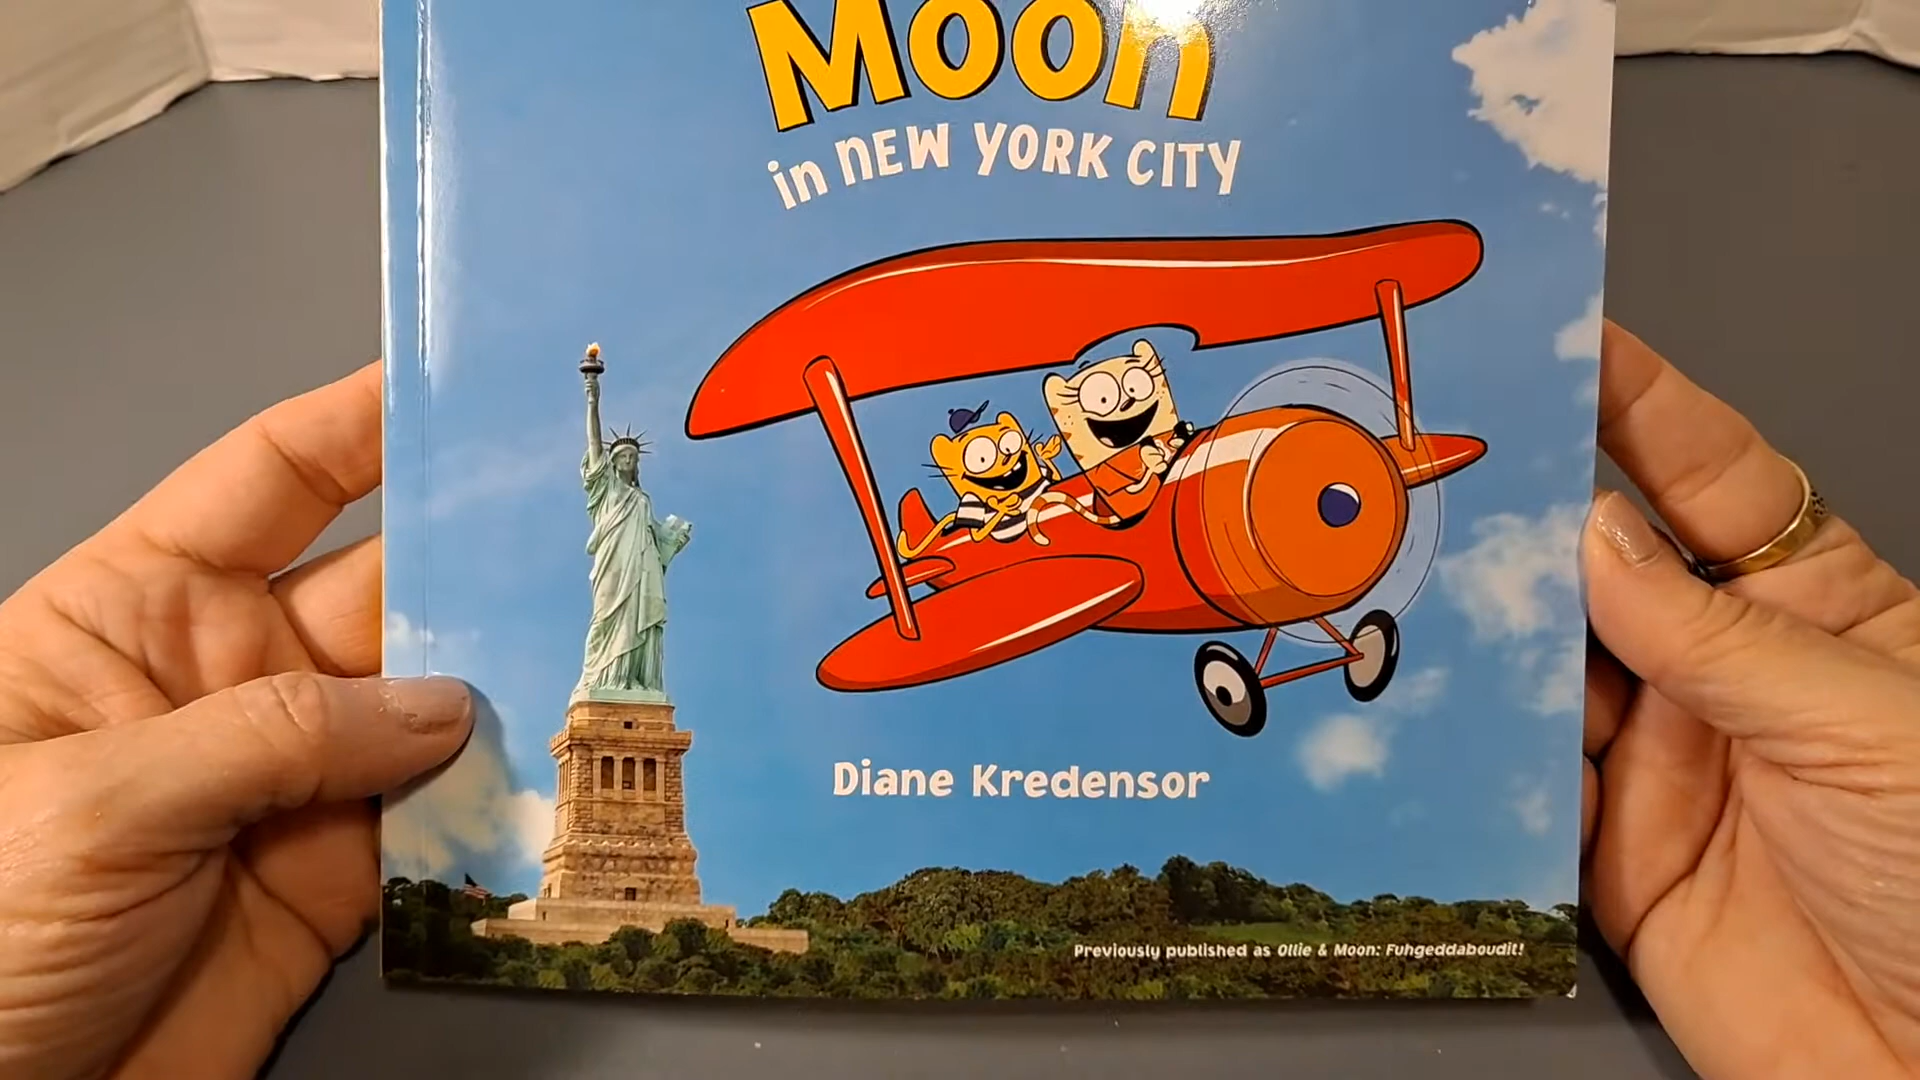 Moon
in NEW YORK CITY
Diane Kredensor
Previously published as Ollie & Moon: Fuhgeddaboudit!